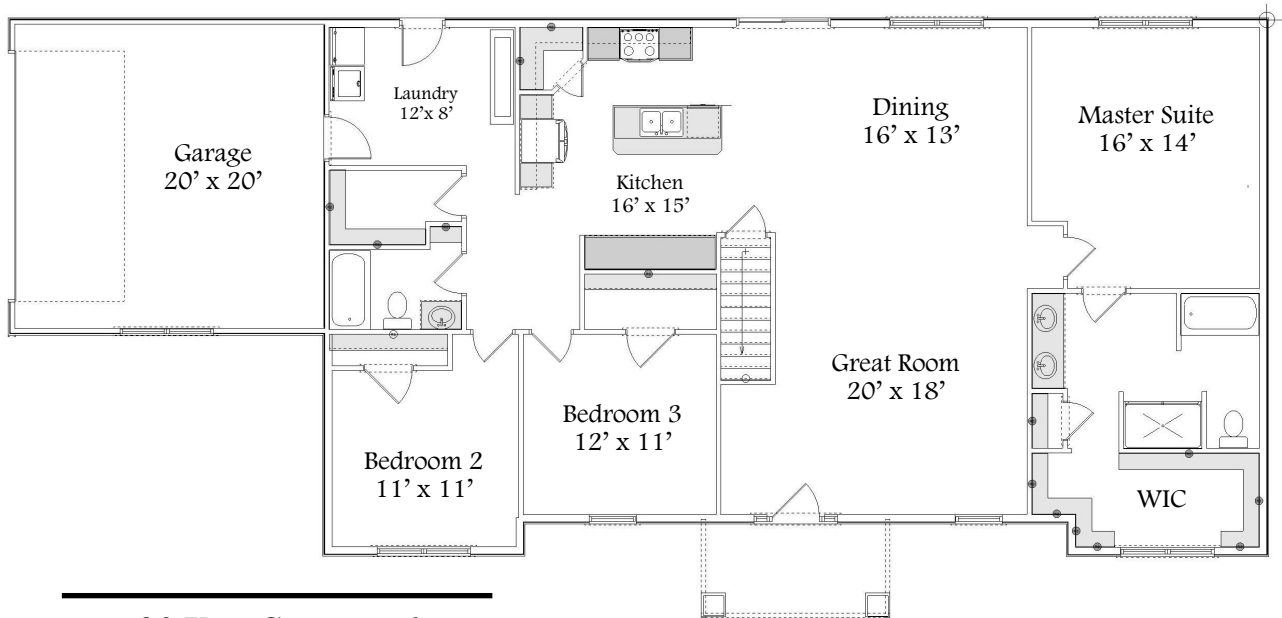 Garage
20’ x 20’
Laundry
12’x 8’
Kitchen
16’ x 15’
Dining
16’ x 13’
Master Suite
16’ x 14’
Great Room
20’ x 18’
Bedroom 3
12’ x 11’
Bedroom 2
11’ x 11’
WIC